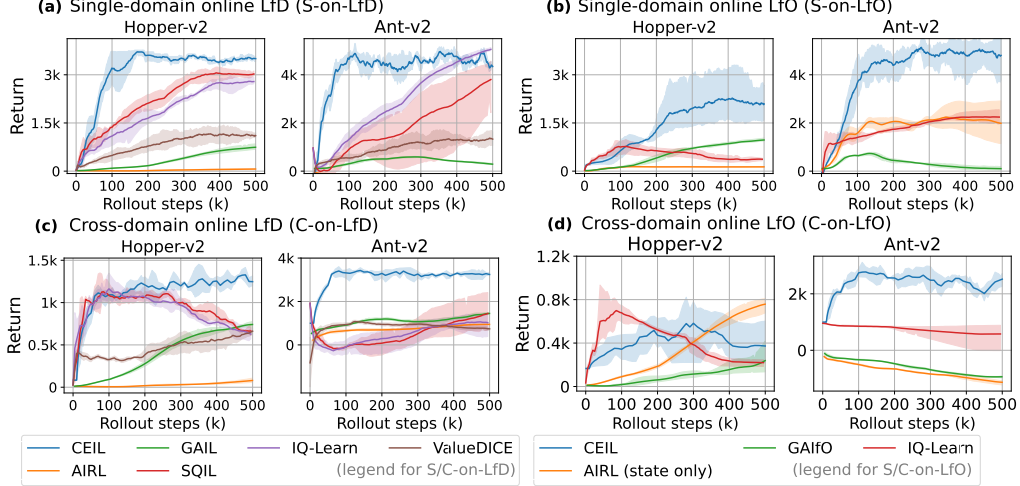 (a) Single-domain online LfD (S-on-LfD)
Hopper-v2
Ant-v2
Return
3k
1.5k
0
4k
2k
0
0 100 200 300 400 500
0 100 200 300 400 500
Rollout steps (k)
Rollout steps (k)
(b) Single-domain online LfO (S-on-LfO)
Hopper-v2
Ant-v2
Return
3k
1.5k
0
4k
2k
0
0 100 200 300 400 500
0 100 200 300 400 500
Rollout steps (k)
Rollout steps (k)
(c) Cross-domain online LfD (C-on-LfD)
Hopper-v2
Ant-v2
Return
1.5k
1k
0.5k
0
4k
2k
0
0 100 200 300 400 500
0 100 200 300 400 500
Rollout steps (k)
Rollout steps (k)
(d) Cross-domain online LfO (C-on-LfO)
Hopper-v2
Ant-v2
Return
1.2k
0.8k
0.4k
0
2k
0
0 100 200 300 400 500
0 100 200 300 400 500
Rollout steps (k)
Rollout steps (k)
CEIL GAIL IQ-Learn ValueDICE
AIRL SQIL (legend for S/C-on-LfD)
CEIL GAIfO IQ-Learn
AIRL (state only) (legend for S/C-on-LfO)